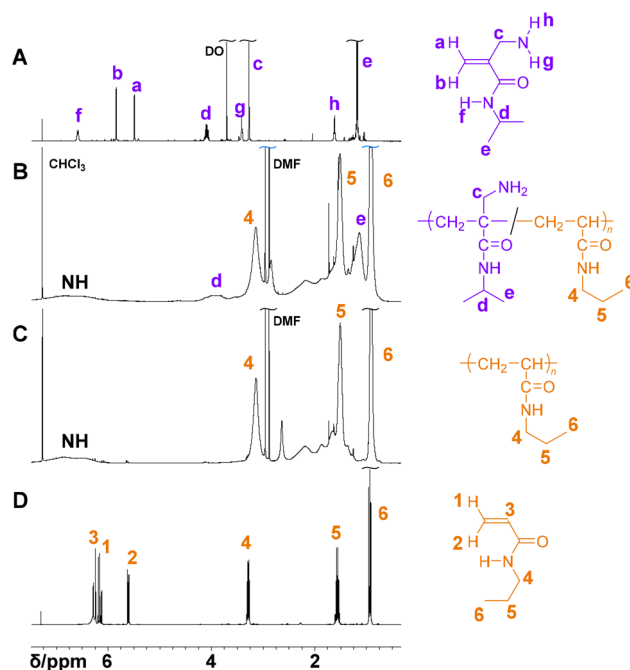 A
DO
c
e
b
a
f
d
g
h
a H
c N H h
H g
b H
O
H N
f d
e
B
CHCl3
DMF
4
5
6
e
NH
d
c NH2
(CH2 C CH2 CH)n
C=O C=O
NH NH
d e 4 6
5
C
DMF
4
5
6
NH
(CH2 CH)n
C=O
NH
4 6
5
D
3
1
2
4
5
6
1 H 3
2 H O
H N
4
6 5
δ/ppm 6 4 2